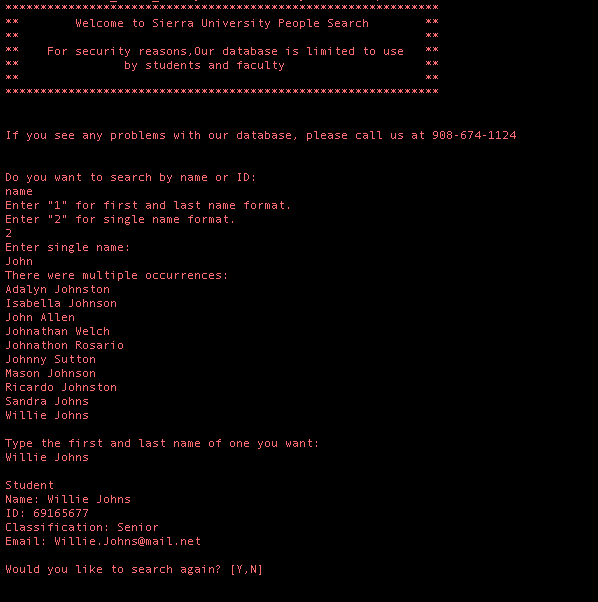 **************************************************************
** Welcome to Sierra University People Search **
** **
** For security reasons,Our database is limited to use **
** by students and faculty **
** **
**************************************************************
If you see any problems with our database, please call us at 908-674-1124
Do you want to search by name or ID:
name
Enter "1" for first and last name format.
Enter "2" for single name format.
2
Enter single name:
John
There were multiple occurrences:
Adalyn Johnston
Isabella Johnson
John Allen
Johnathan Welch
Johnathon Rosario
Johnny Sutton
Mason Johnson
Ricardo Johnston
Sandra Johns
Willie Johns
Type the first and last name of one you want:
Willie Johns
Student
Name: Willie Johns
ID: 69165677
Classification: Senior
Email: Willie.Johns@mail.net
Would you like to search again? [Y,N]